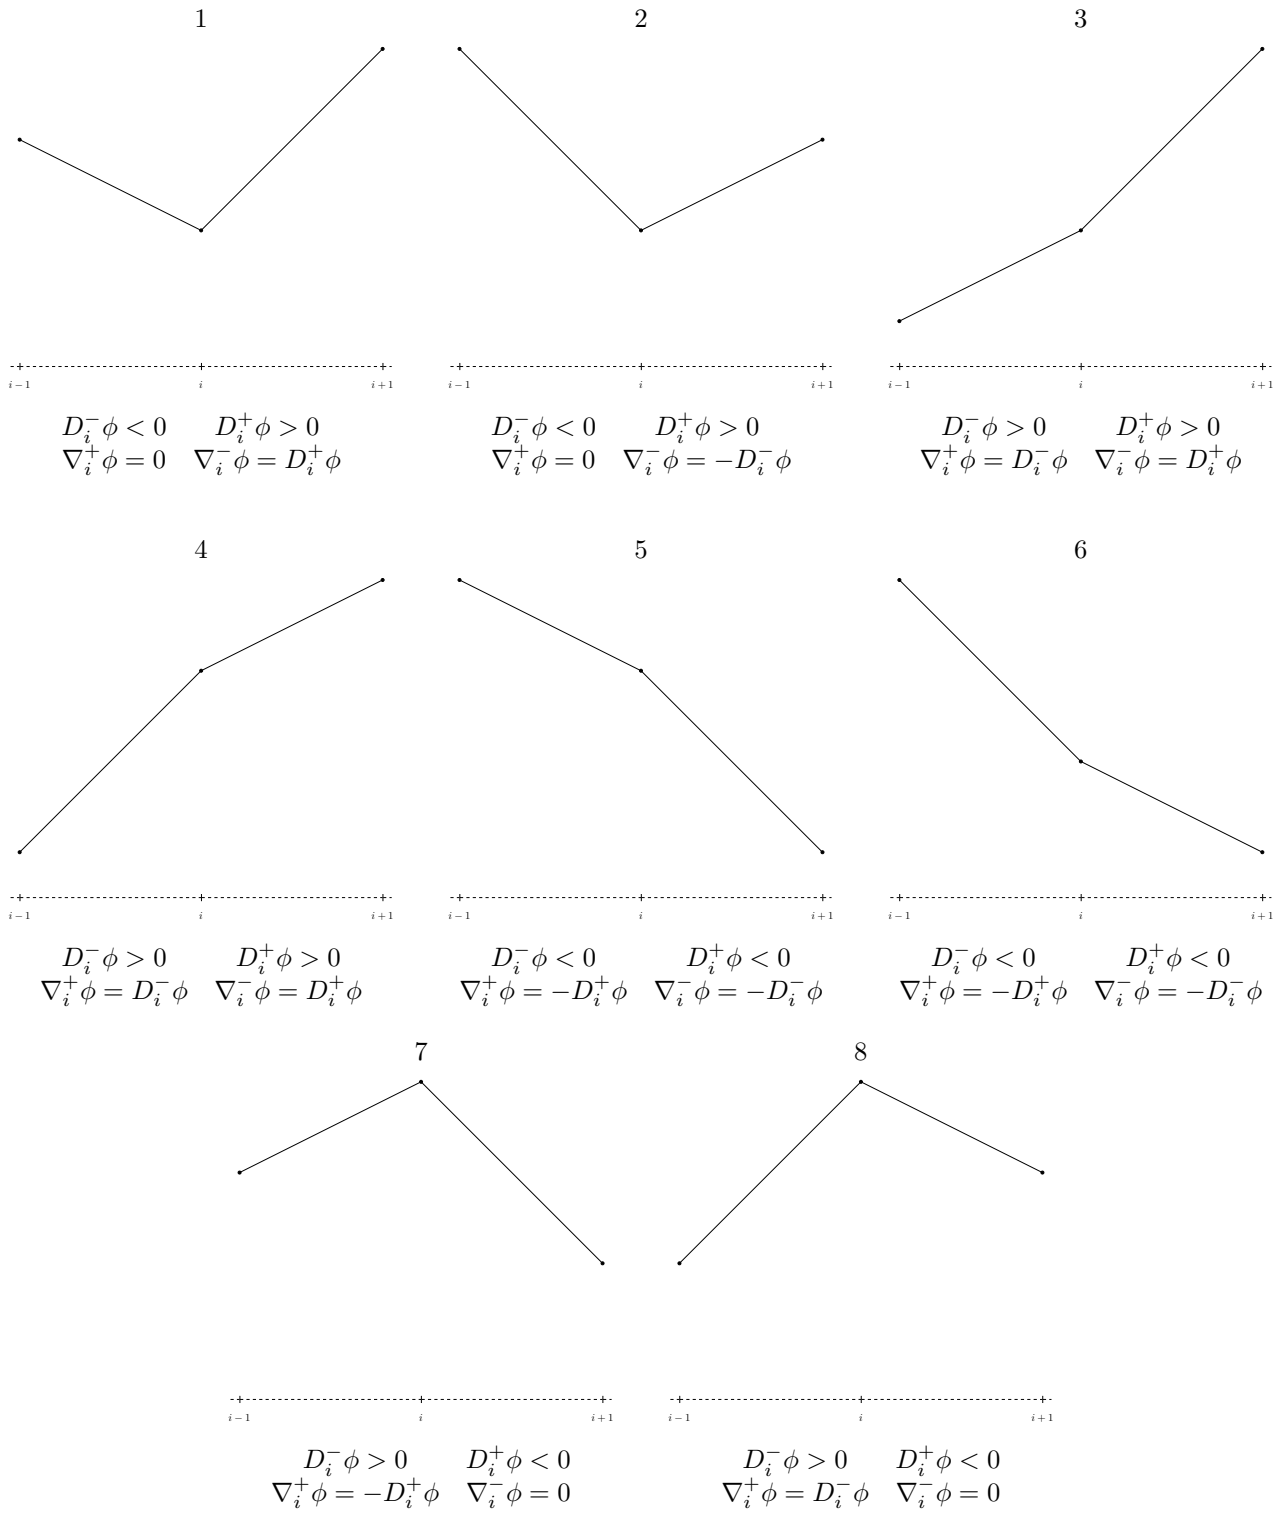 1 2 3
i−1 i i+1 i−1 i i+1 i−1 i i+1
D_i^−ϕ < 0 D_i^+ϕ > 0 D_i^−ϕ < 0 D_i^+ϕ > 0 D_i^−ϕ > 0 D_i^+ϕ > 0
∇_i^+ϕ = 0 ∇_i^−ϕ = D_i^+ϕ ∇_i^+ϕ = 0 ∇_i^−ϕ = −D_i^−ϕ ∇_i^+ϕ = D_i^−ϕ ∇_i^−ϕ = D_i^+ϕ
4 5 6
i−1 i i+1 i−1 i i+1 i−1 i i+1
D_i^−ϕ > 0 D_i^+ϕ > 0 D_i^−ϕ < 0 D_i^+ϕ < 0 D_i^−ϕ < 0 D_i^+ϕ < 0
∇_i^+ϕ = D_i^−ϕ ∇_i^−ϕ = D_i^+ϕ ∇_i^+ϕ = −D_i^+ϕ ∇_i^−ϕ = −D_i^−ϕ ∇_i^+ϕ = −D_i^+ϕ ∇_i^−ϕ = −D_i^−ϕ
7 8
i−1 i i+1 i−1 i i+1
D_i^−ϕ > 0 D_i^+ϕ < 0 D_i^−ϕ > 0 D_i^+ϕ < 0
∇_i^+ϕ = −D_i^+ϕ ∇_i^−ϕ = 0 ∇_i^+ϕ = D_i^−ϕ ∇_i^−ϕ = 0